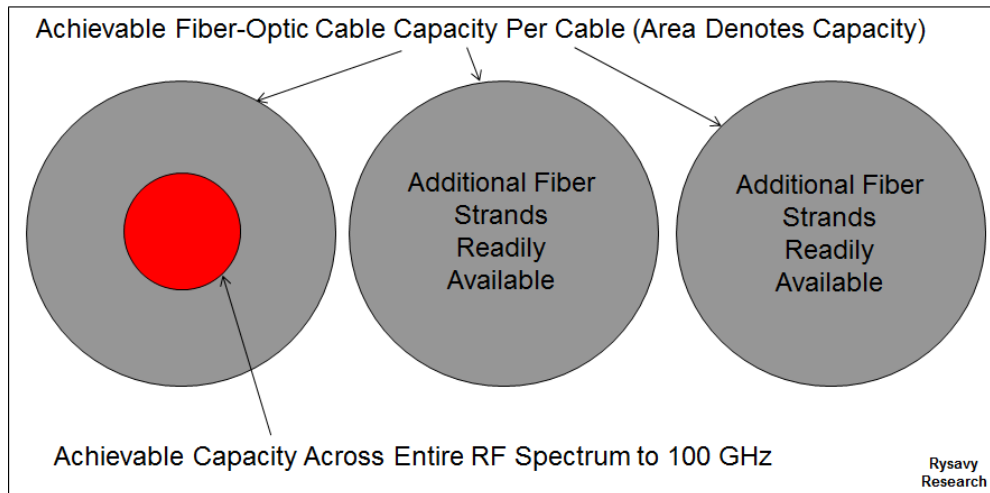 Achievable Fiber-Optic Cable Capacity Per Cable (Area Denotes Capacity)
Additional Fiber
Strands
Readily
Available
Additional Fiber
Strands
Readily
Available
Achievable Capacity Across Entire RF Spectrum to 100 GHz
Rysavy
Research